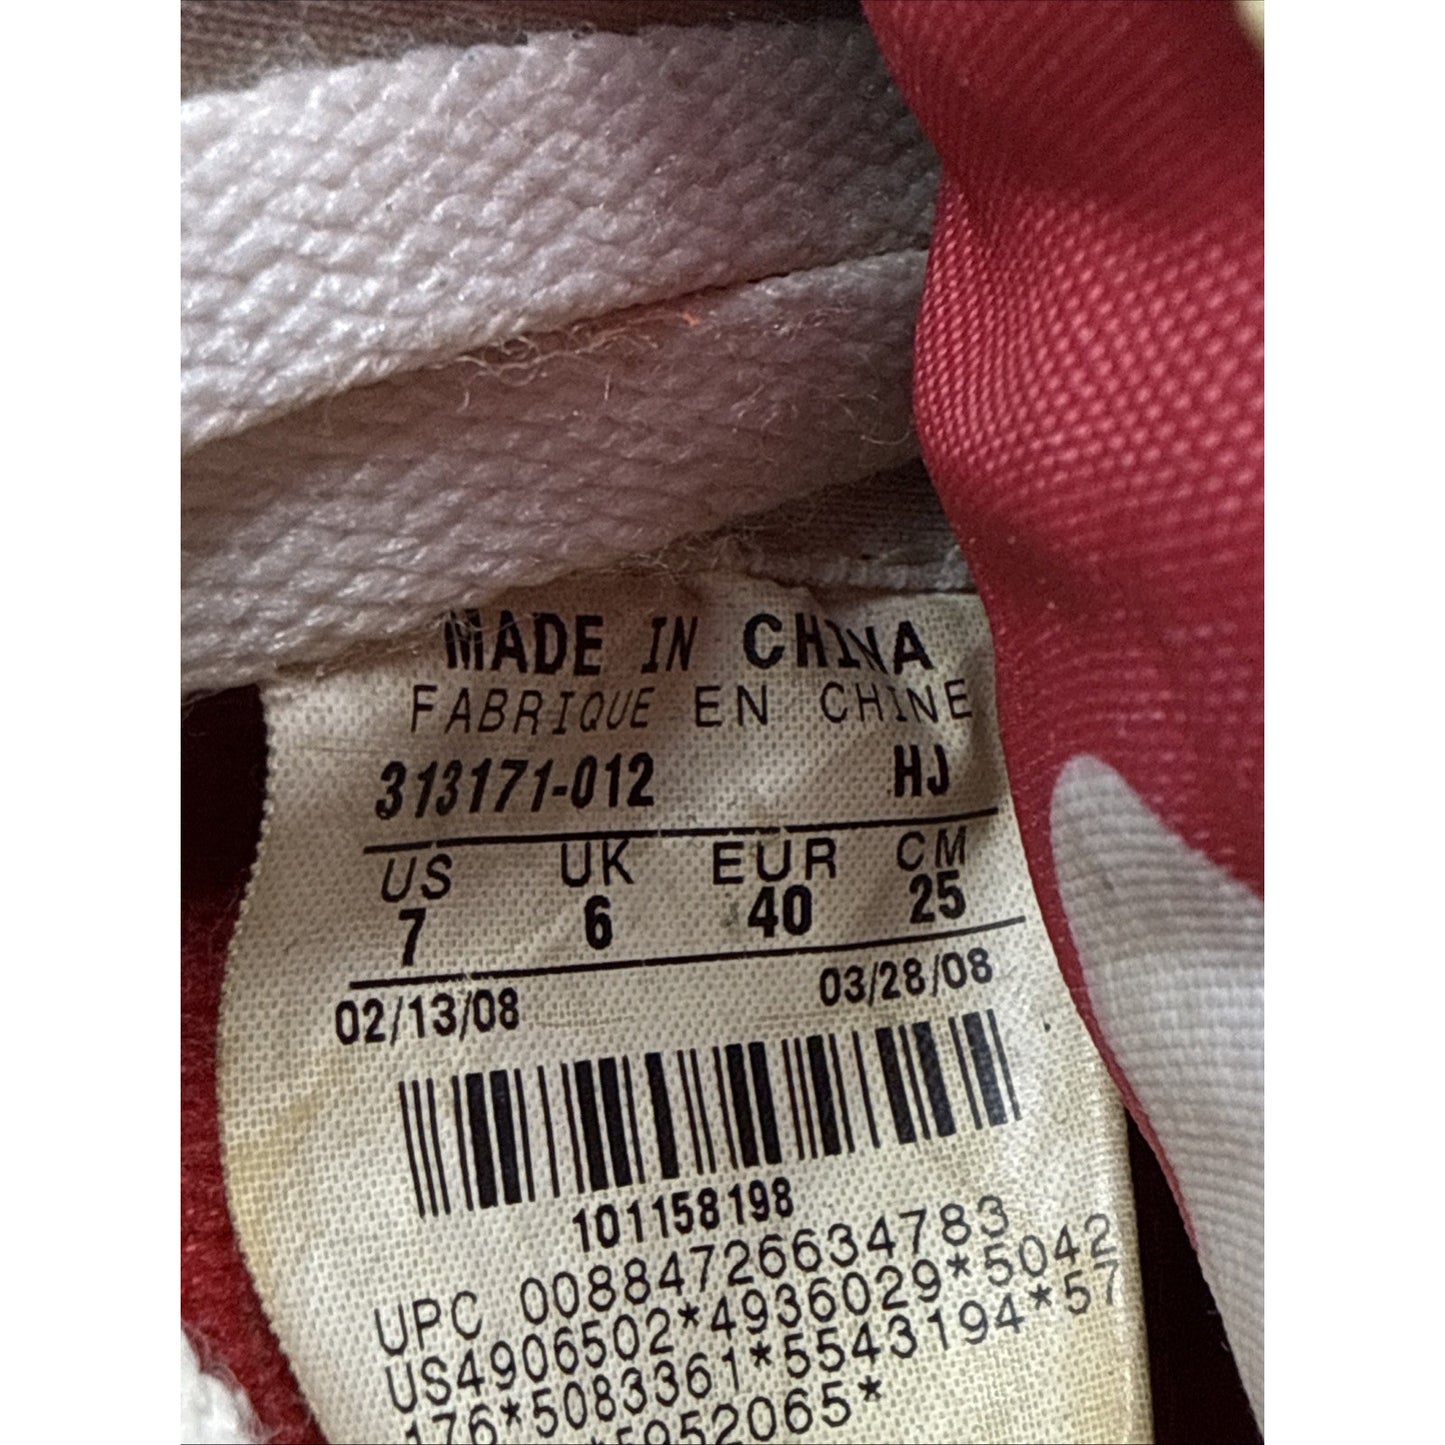 MADE IN CHINA
FABRIQUE EN CHINE
313171-012 HJ
US UK EUR CM
7 6 40 25
02/13/08 03/28/08
101158198
UPC 00884726634783
US4906502*4936029*5042
176*5083361*5543194*57
*5952065*